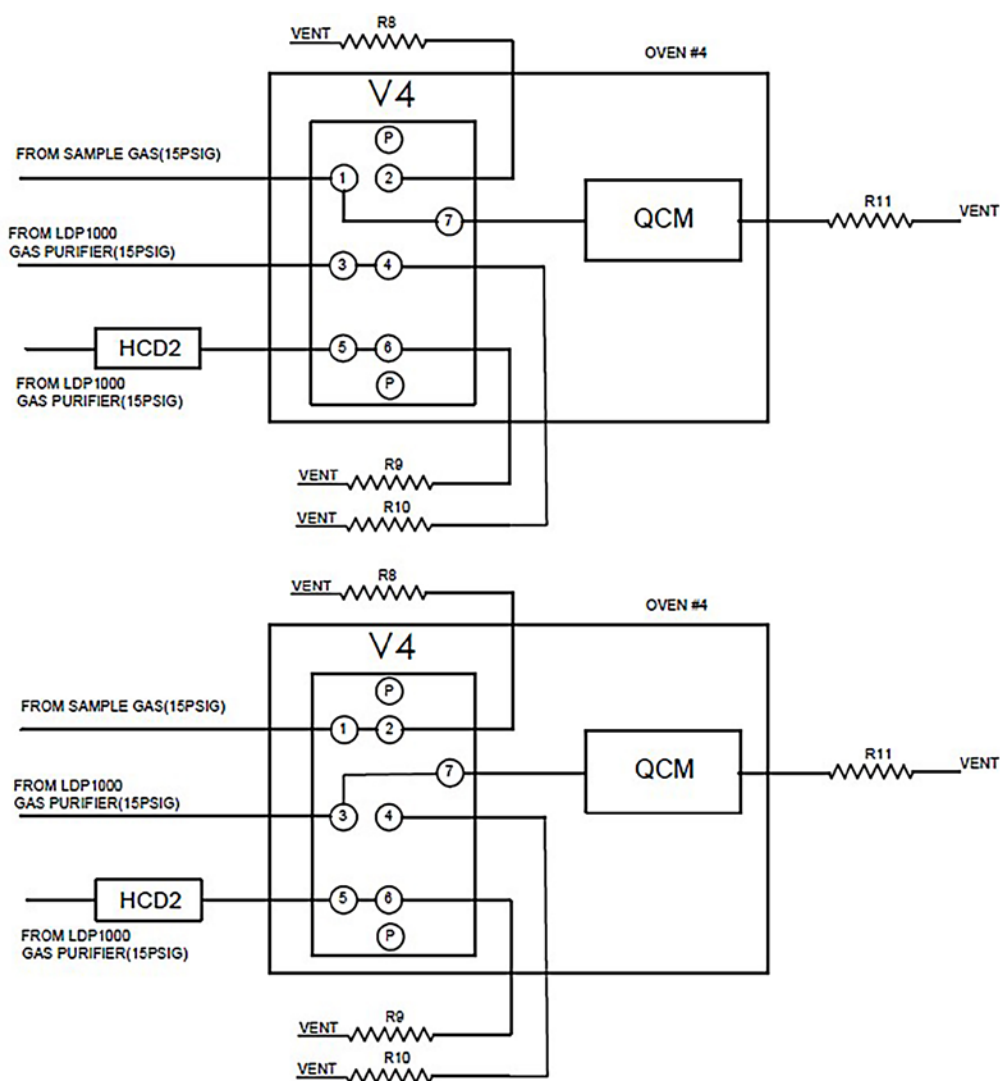 R8
VENT
OVEN #4
V4
P
FROM SAMPLE GAS(15PSIG)
1
2
R11
7
QCM
VENT
FROM LDP1000
GAS PURIFIER(15PSIG)
3
4
HCD2
5
6
P
FROM LDP1000
GAS PURIFIER(15PSIG)
R9
VENT
R10
VENT
R8
VENT
OVEN #4
V4
P
FROM SAMPLE GAS(15PSIG)
1
2
R11
7
QCM
VENT
FROM LDP1000
GAS PURIFIER(15PSIG)
3
4
HCD2
5
6
P
FROM LDP1000
GAS PURIFIER(15PSIG)
R9
VENT
R10
VENT